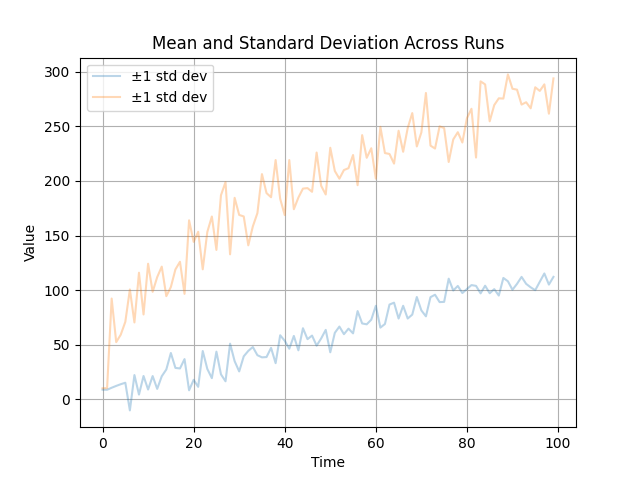 Mean and Standard Deviation Across Runs
±1 std dev
±1 std dev
300
250
200
150
100
50
0
Value
0 20 40 60 80 100
Time